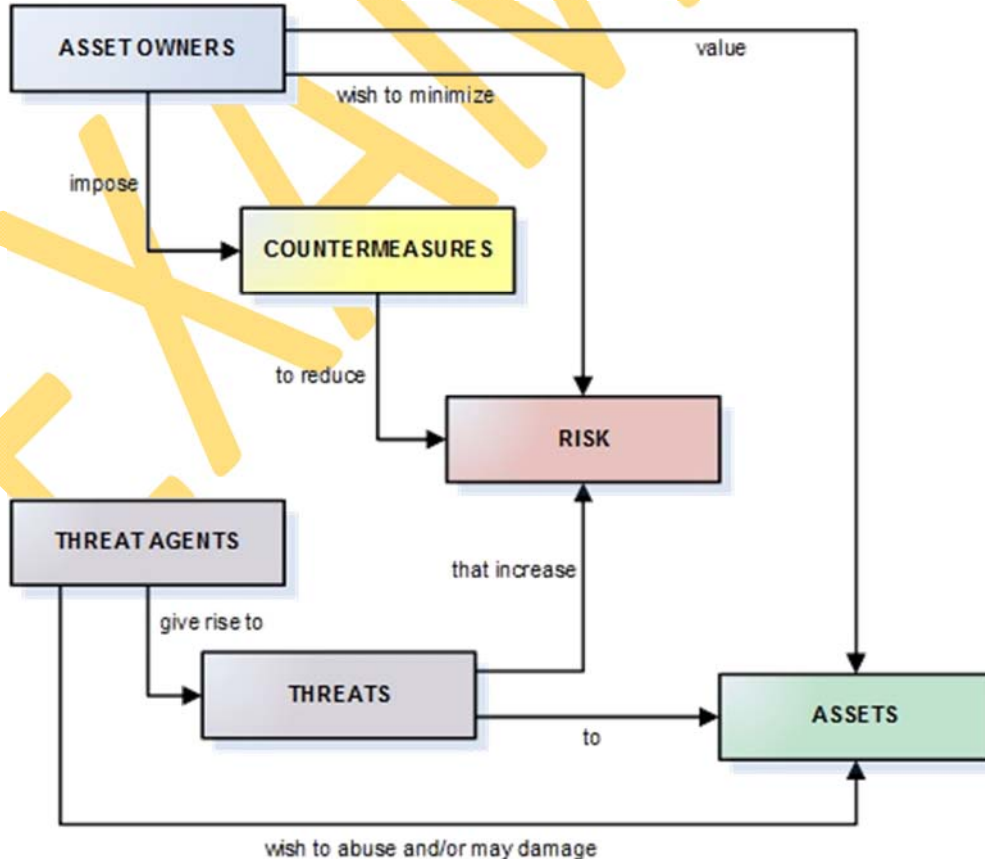 ASSET OWNERS
value
wish to minimize
impose
COUNTERMEASURES
to reduce
RISK
THREAT AGENTS
that increase
give rise to
THREATS
ASSETS
to
wish to abuse and/or may damage